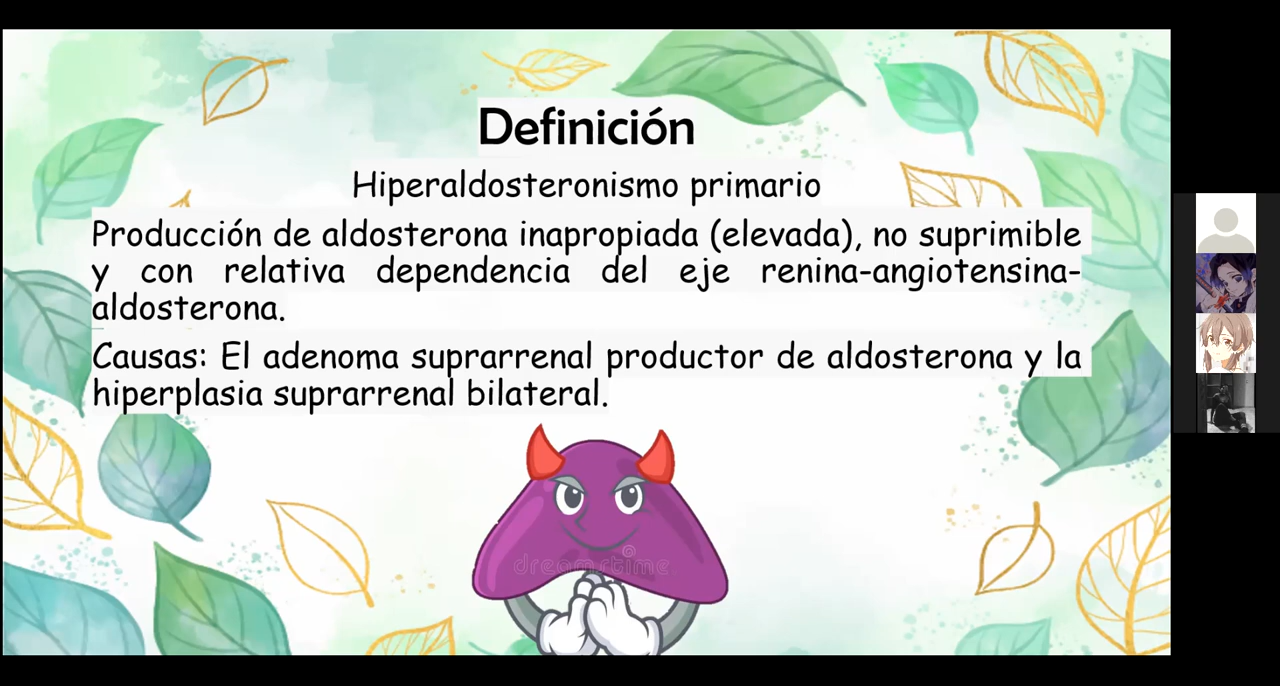 Definición
Hiperaldosteronismo primario
Producción de aldosterona inapropiada (elevada), no suprimible
y con relativa dependencia del eje renina-angiotensina-
aldosterona.
Causas: El adenoma suprarrenal productor de aldosterona y la
hiperplasia suprarrenal bilateral.
dreamstime